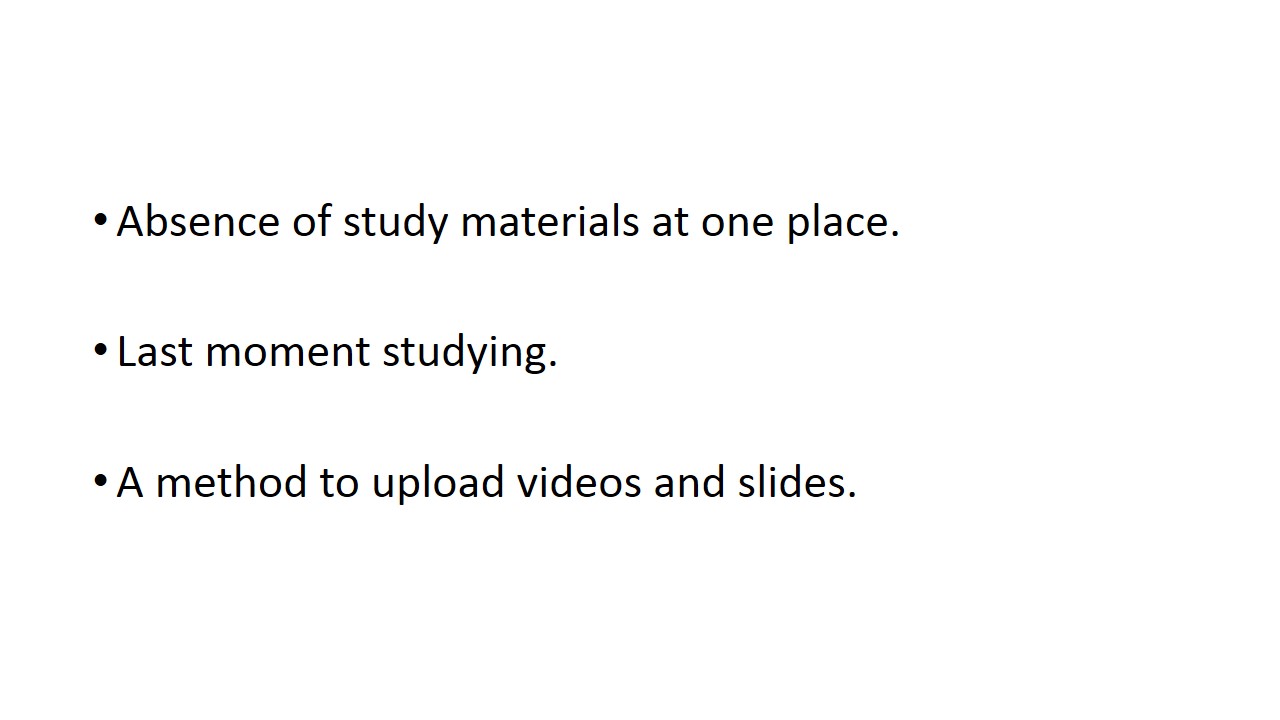 • Absence of study materials at one place.
• Last moment studying.
• A method to upload videos and slides.